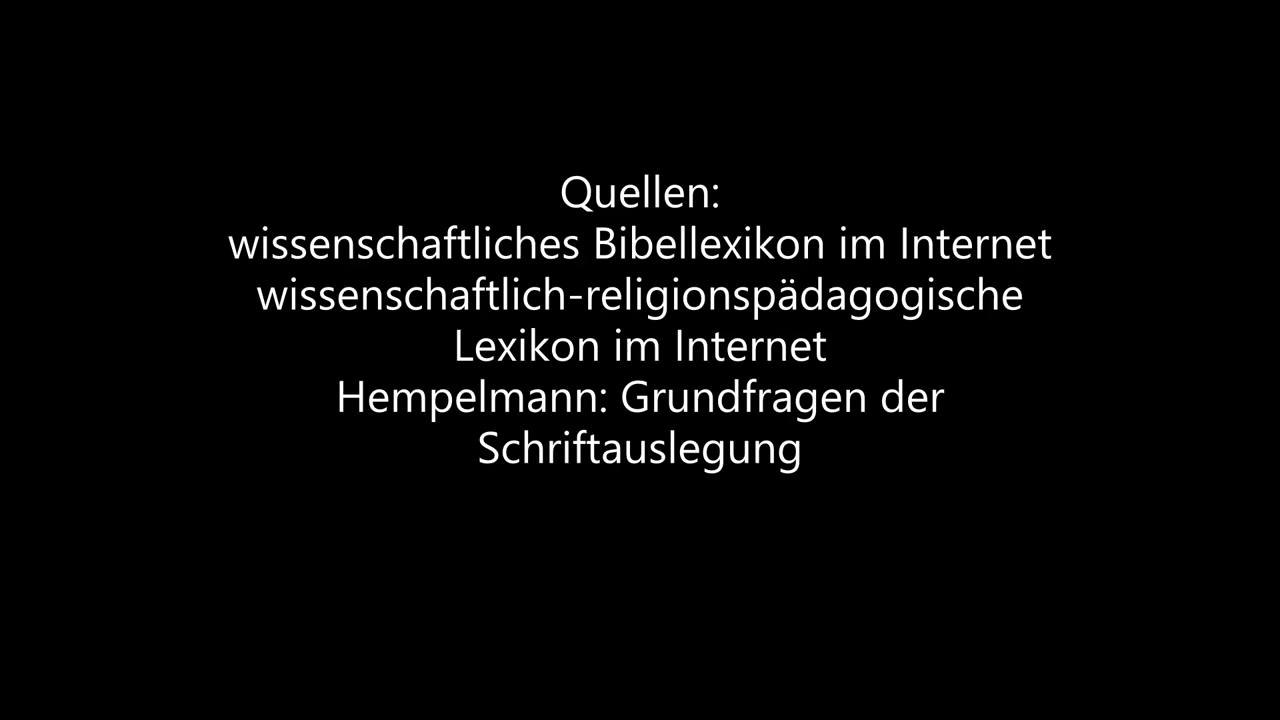 Quellen:
wissenschaftliches Bibellexikon im Internet
wissenschaftlich-religionspädagogische
Lexikon im Internet
Hempelmann: Grundfragen der
Schriftauslegung